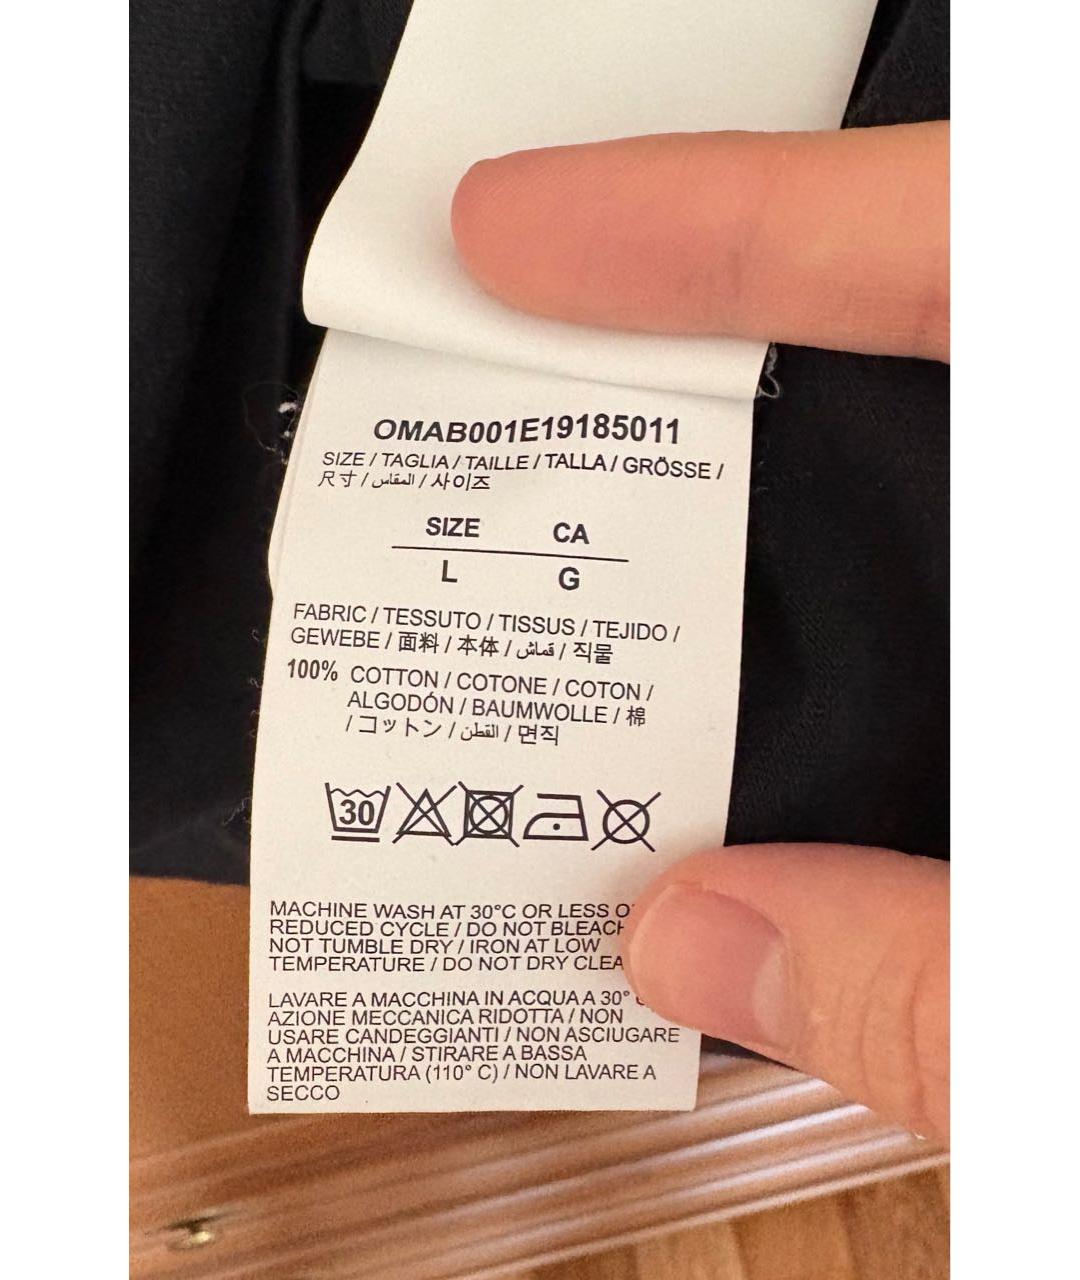 OMAB001E19185011
SIZE / TAGLIA / TAILLE / TALLA / GRÖSSE /
尺寸 / المقاس / 사이즈
SIZE CA
L G
FABRIC / TESSUTO / TISSUS / TEJIDO /
GEWEBE / 面料 / 本体 / قماش / 직물
100% COTTON / COTONE / COTON /
ALGODÓN / BAUMWOLLE / 棉
/ コットン / القطن / 면직
30
MACHINE WASH AT 30°C OR LESS
REDUCED CYCLE / DO NOT BLEACH
NOT TUMBLE DRY / IRON AT LOW
TEMPERATURE / DO NOT DRY
LAVARE A MACCHINA IN ACQUA A 30°
AZIONE MECCANICA RIDOTTA / NON
USARE CANDEGGIANTI / NON ASCIUGARE
A MACCHINA / STIRARE A BASSA
TEMPERATURA (110° C) / NON LAVARE A
SECCO